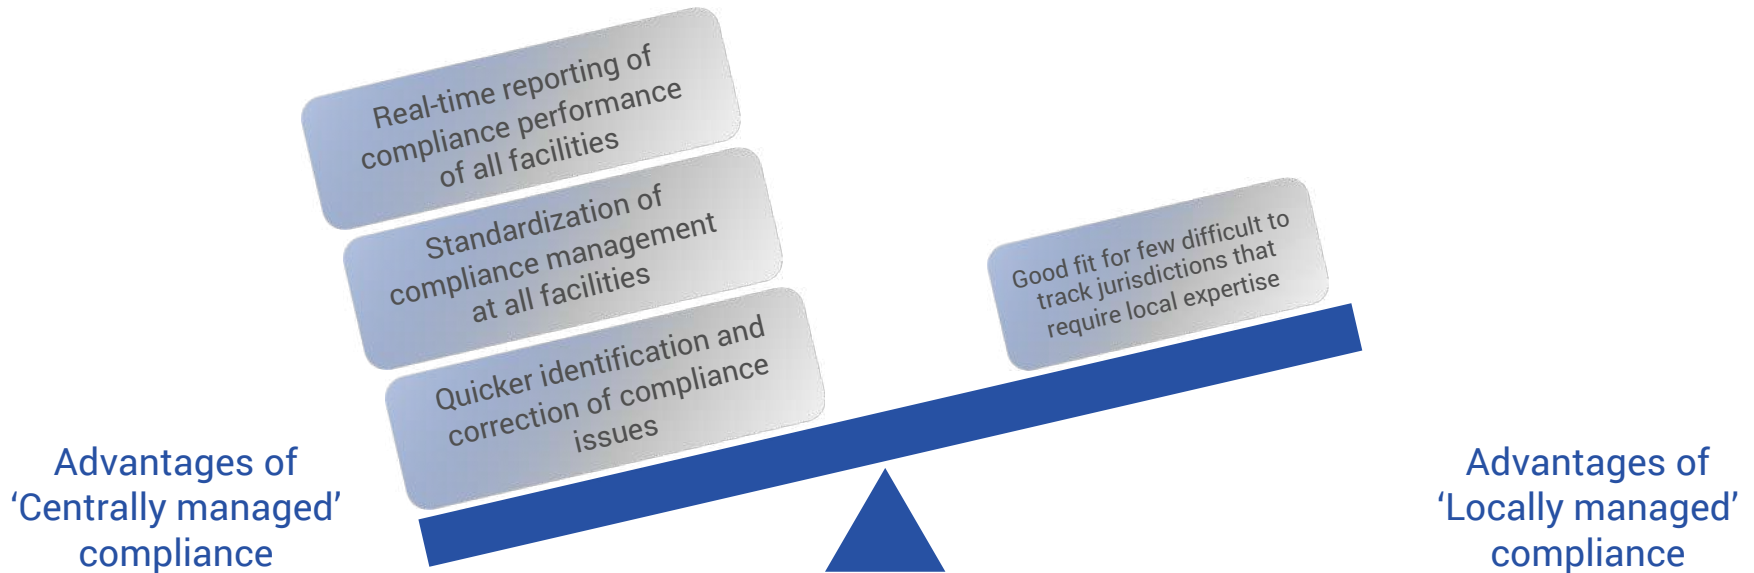 Real-time reporting of
compliance performance
of all facilities
Standardization of
compliance management
at all facilities
Quicker identification and
correction of compliance
issues
Good fit for few difficult to
track jurisdictions that
require local expertise
Advantages of
‘Centrally managed’
compliance
Advantages of
‘Locally managed’
compliance